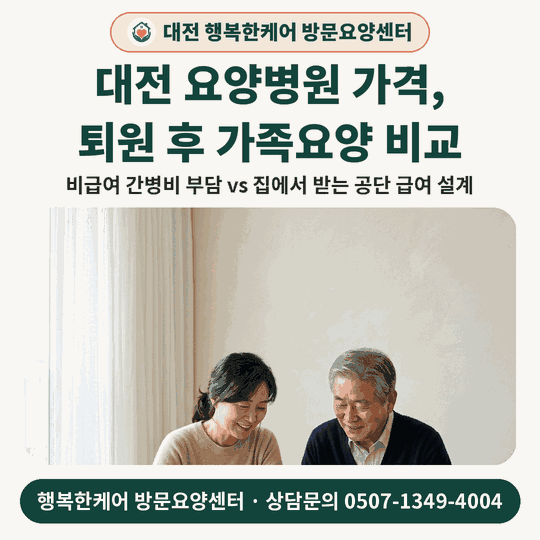 대전 행복한케어 방문요양센터
대전 요양병원 가격,
퇴원 후 가족요양 비교
비급여 간병비 부담 vs 집에서 받는 공단 급여 설계
행복한케어 방문요양센터 · 상담문의 0507-1349-4004